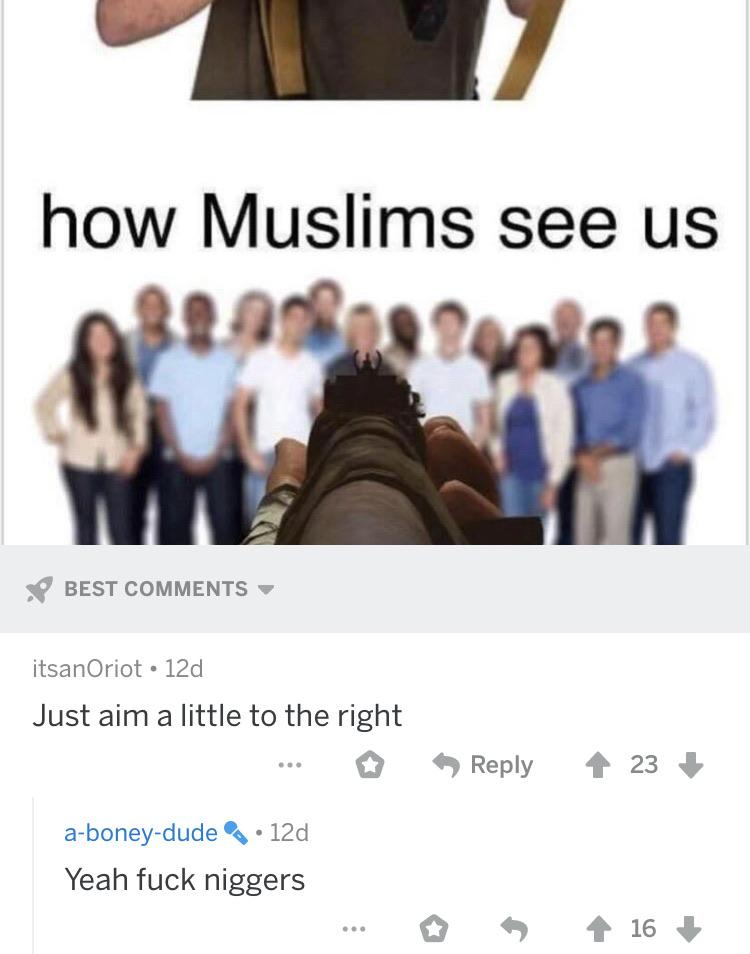 how Muslims see us
BEST COMMENTS
itsan0riot • 12d
Just aim a little to the right
Reply 23
a-boney-dude • 12d
Yeah fuck niggers
16